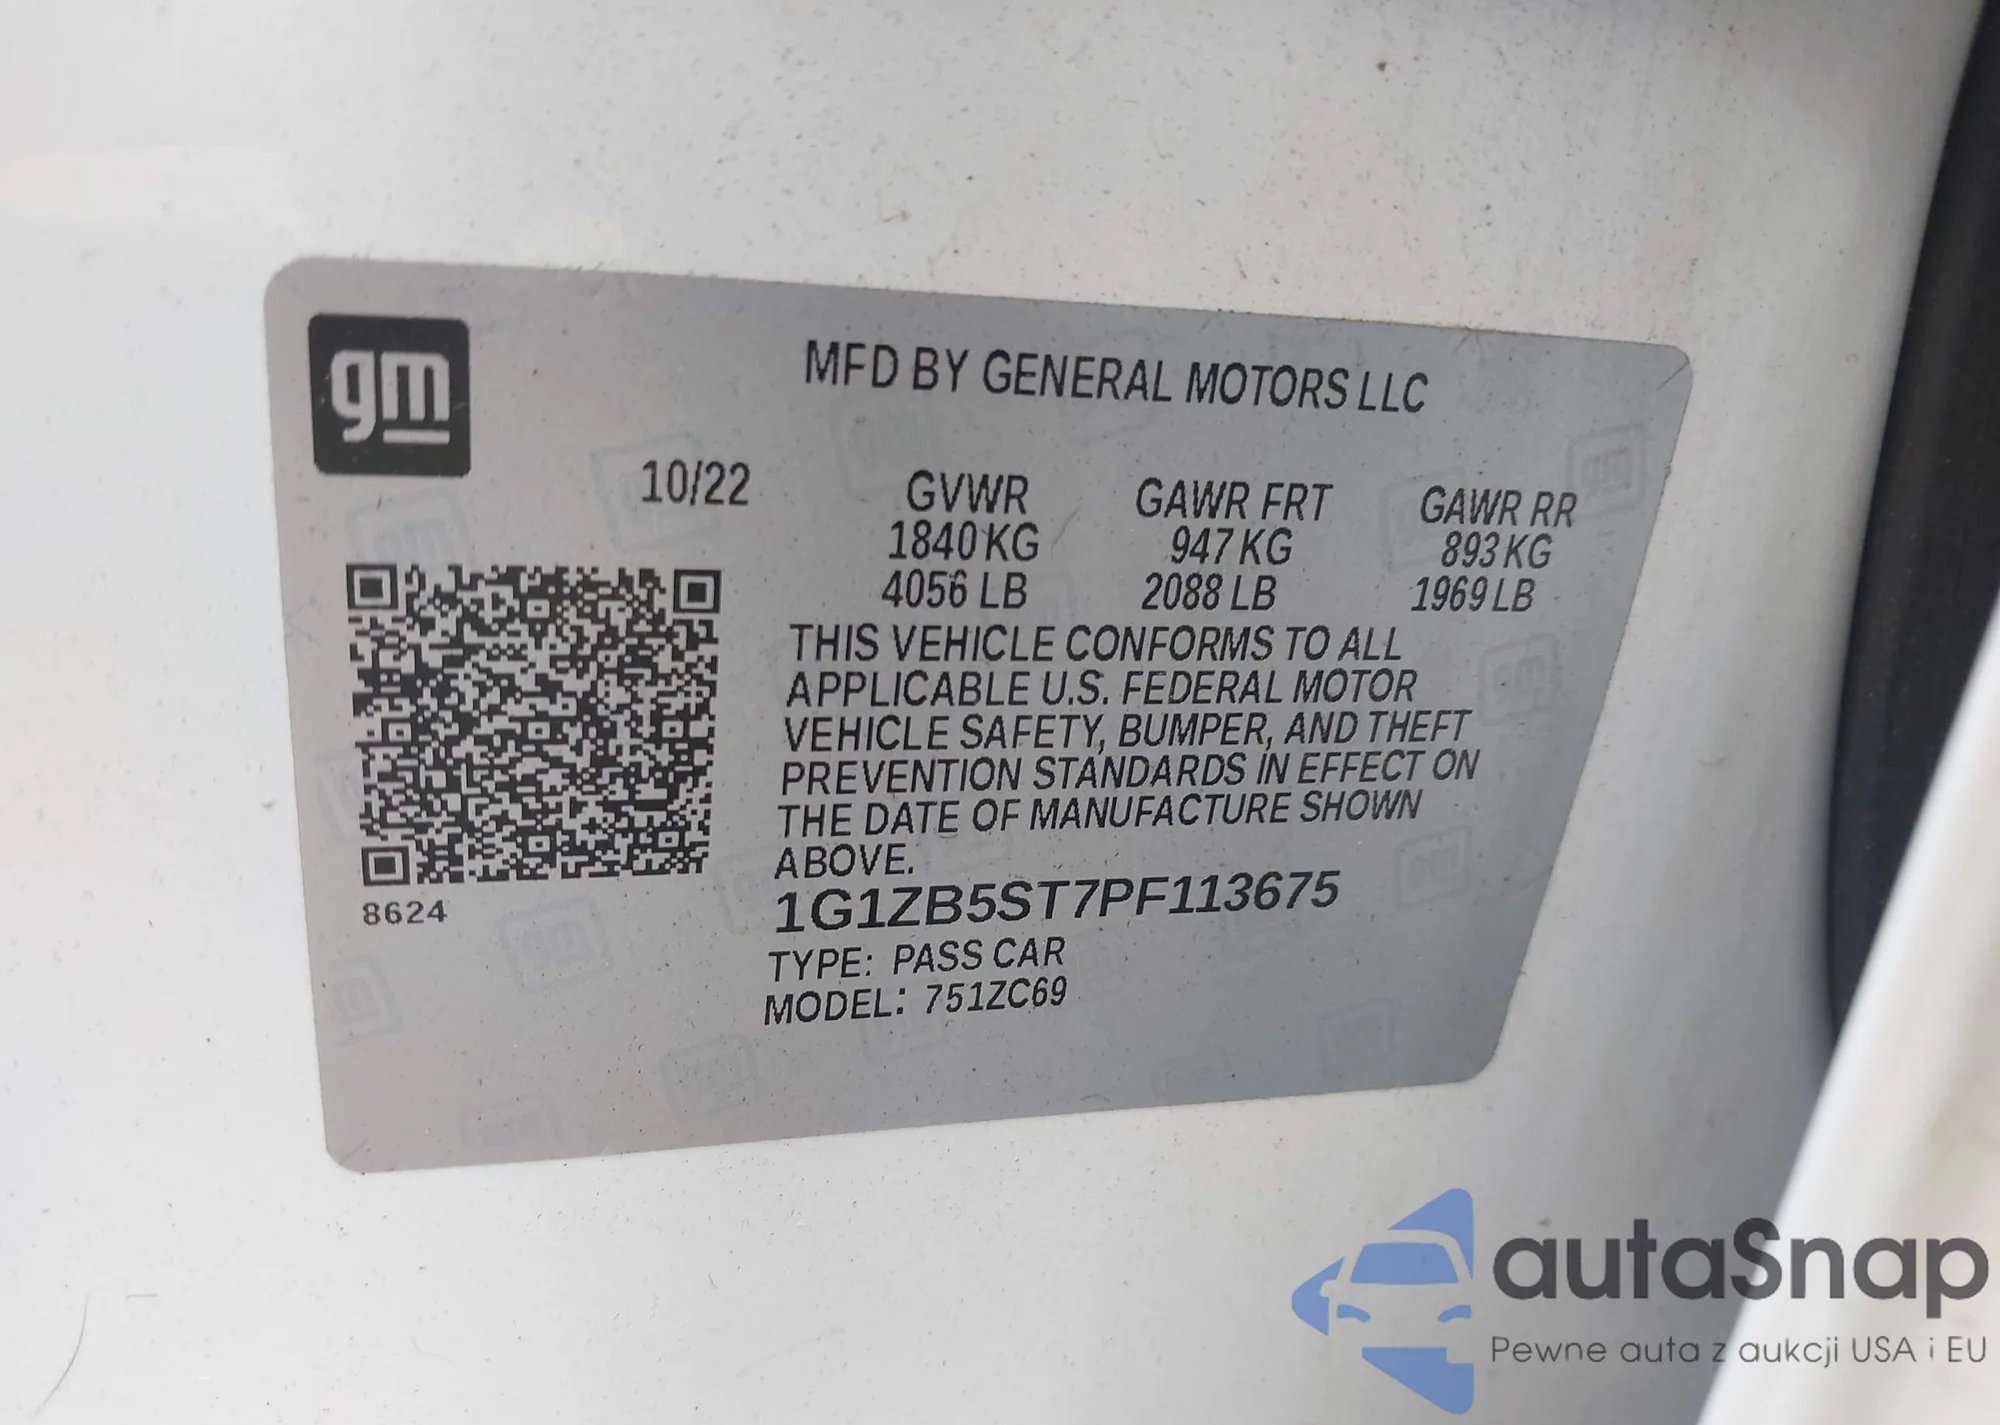 gm
MFD BY GENERAL MOTORS LLC
10/22
GVWR GAWR FRT GAWR RR
1840 KG 947 KG 893 KG
4056 LB 2088 LB 1969 LB
THIS VEHICLE CONFORMS TO ALL
APPLICABLE U.S. FEDERAL MOTOR
VEHICLE SAFETY, BUMPER, AND THEFT
PREVENTION STANDARDS IN EFFECT ON
THE DATE OF MANUFACTURE SHOWN
ABOVE.
1G1ZB5ST7PF113675
TYPE: PASS CAR
MODEL: 751ZC69
8624
autaSnap
Pewne auta z aukcji USA i EU